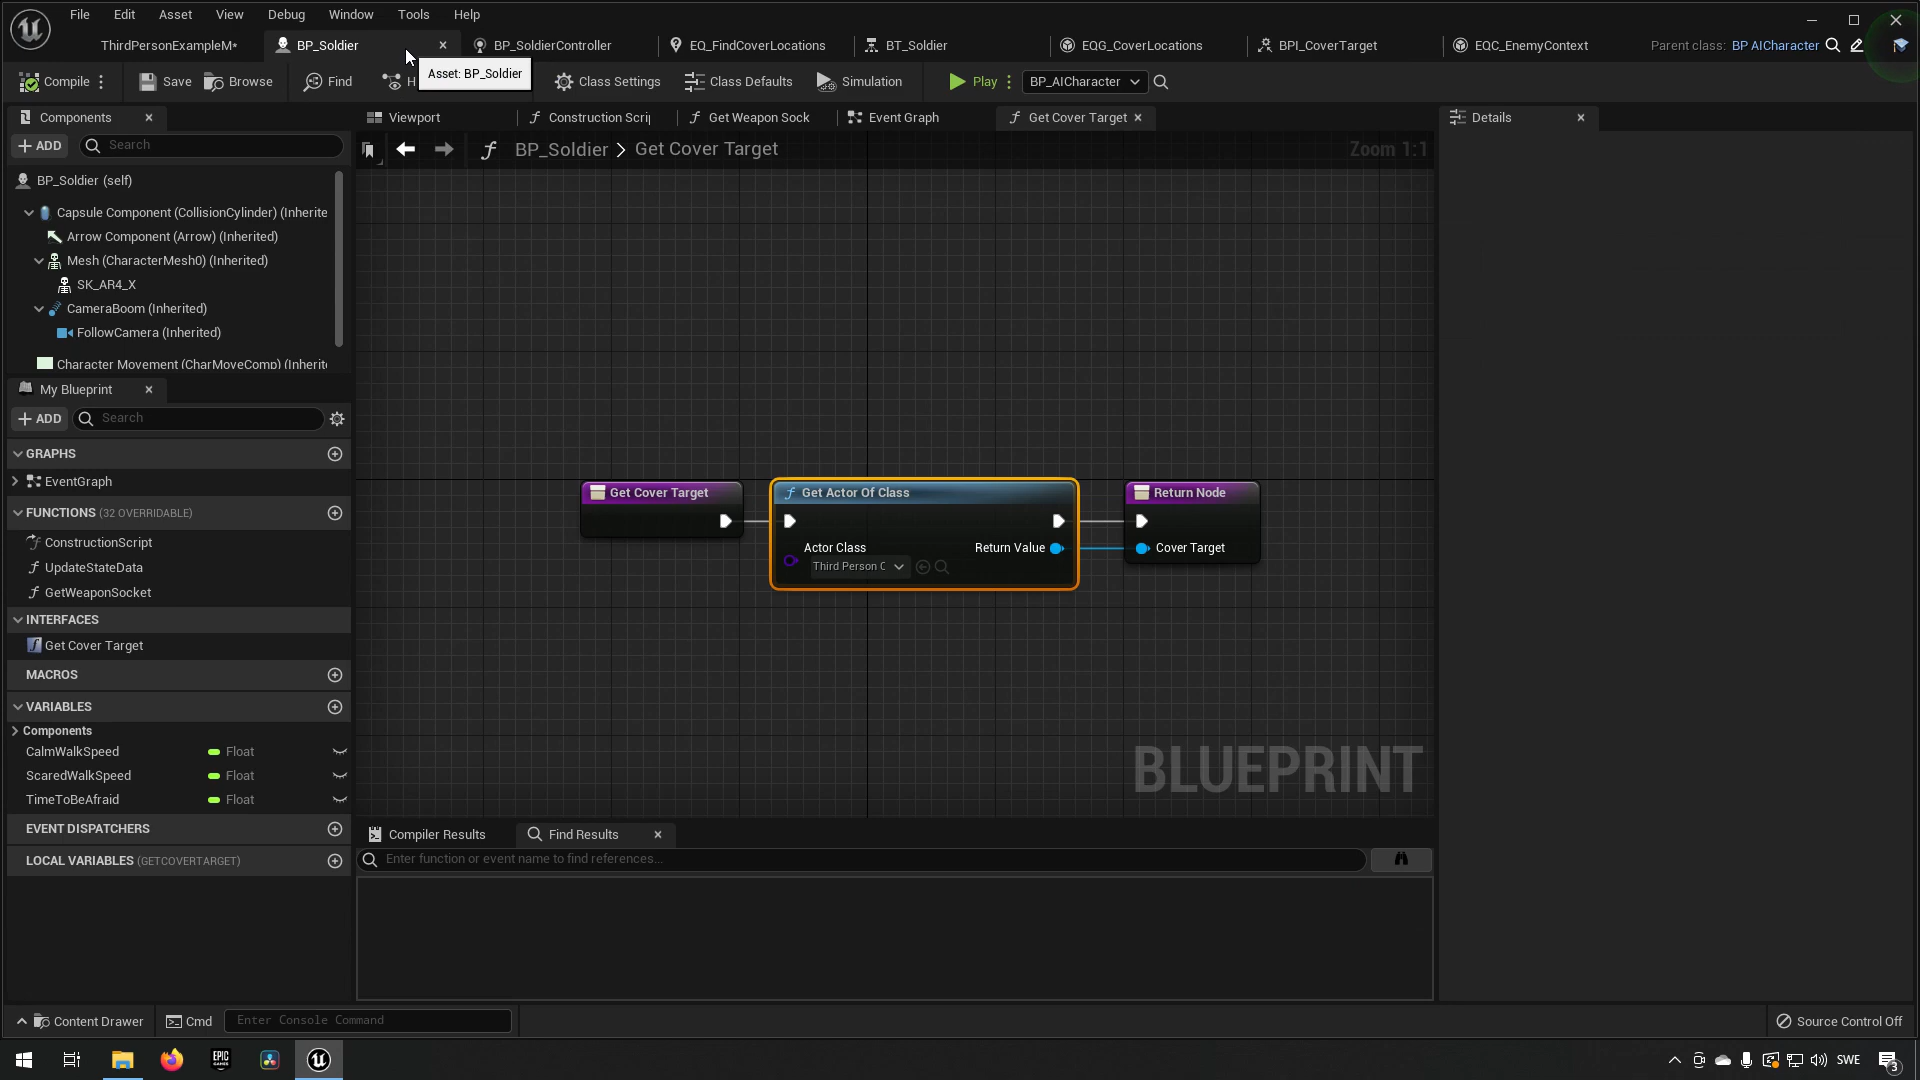 File Edit Asset View Debug Window Tools Help
ThirdPersonExampleM* BP_Soldier BP_SoldierController EQ_FindCoverLocations BT_Soldier EQG_CoverLocations BPI_CoverTarget EQC_EnemyContext Parent class: BP AICharacter
Asset: BP_Soldier
Compile Save Browse Find H Class Settings Class Defaults Simulation Play BP_AICharacter
Components Viewport Construction Scrip Get Weapon Sock Event Graph Get Cover Target Details
ADD Search
BP_Soldier > Get Cover Target Zoom 1:1
BP_Soldier (self)
Capsule Component (CollisionCylinder) (Inherite
Arrow Component (Arrow) (Inherited)
Mesh (CharacterMesh0) (Inherited)
SK_AR4_X
CameraBoom (Inherited)
FollowCamera (Inherited)
Character Movement (CharMoveComp) (Inherite
My Blueprint
ADD Search
GRAPHS
EventGraph
FUNCTIONS (32 OVERRIDABLE)
ConstructionScript
UpdateStateData
GetWeaponSocket
INTERFACES
Get Cover Target
MACROS
VARIABLES
Components
CalmWalkSpeed Float
ScaredWalkSpeed Float
TimeToBeAfraid Float
EVENT DISPATCHERS
LOCAL VARIABLES (GETCOVERTARGET)
Get Cover Target Get Actor Of Class Return Node
Actor Class Return Value Cover Target
Third Person C
BLUEPRINT
Compiler Results Find Results
Enter function or event name to find references...
Content Drawer Cmd Enter Console Command Source Control Off
EPIC GAMES SWE 3